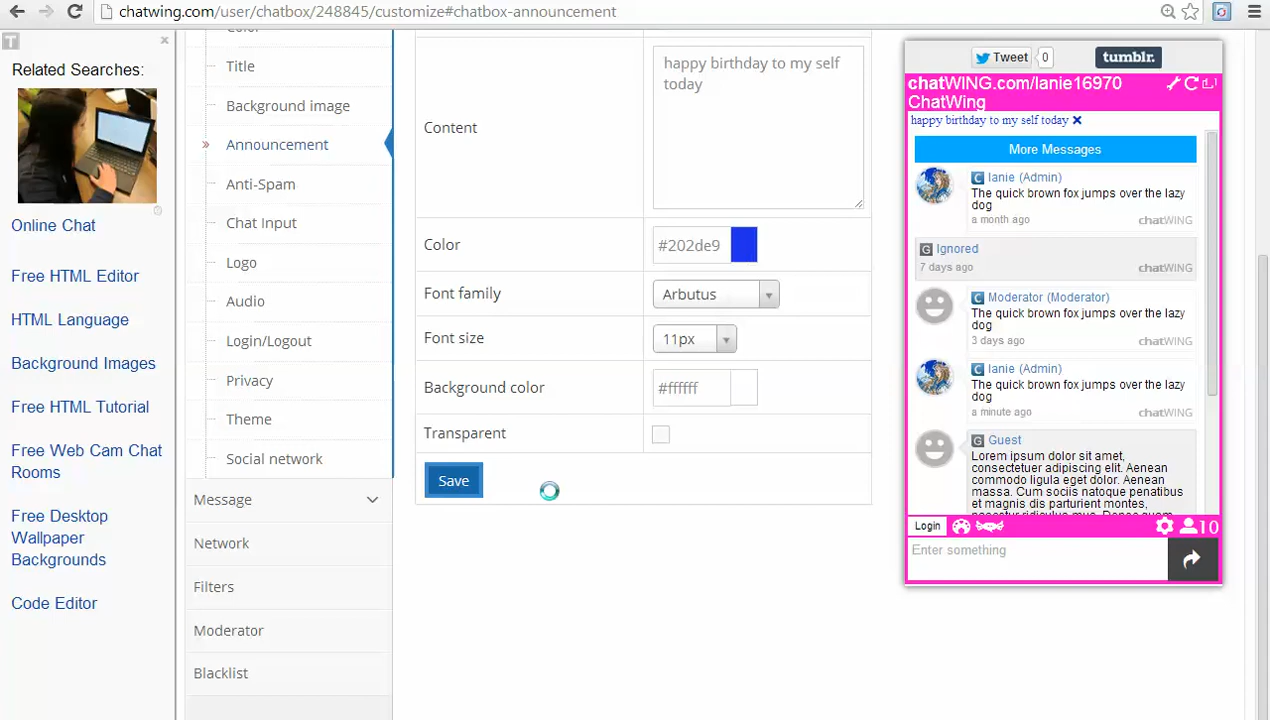 chatwing.com/user/chatbox/248845/customize#chatbox-announcement
T
Related Searches:
Online Chat
Free HTML Editor
HTML Language
Background Images
Free HTML Tutorial
Free Web Cam Chat
Rooms
Free Desktop
Wallpaper
Backgrounds
Code Editor
Title
Background image
Announcement
Anti-Spam
Chat Input
Logo
Audio
Login/Logout
Privacy
Theme
Social network
Message
Network
Filters
Moderator
Blacklist
Content
happy birthday to my self
today
Color
#202de9
Font family
Arbutus
Font size
11px
Background color
#ffffff
Transparent
Save
Tweet 0
tumblr.
chatWING.com/lanie16970
ChatWing
happy birthday to my self today
More Messages
C lanie (Admin)
The quick brown fox jumps over the lazy
dog
a month ago chatWING
G Ignored
7 days ago chatWING
C Moderator (Moderator)
The quick brown fox jumps over the lazy
dog
3 days ago chatWING
C lanie (Admin)
The quick brown fox jumps over the lazy
dog
a minute ago chatWING
G Guest
Lorem ipsum dolor sit amet,
consectetuer adipiscing elit. Aenean
commodo ligula eget dolor. Aenean
massa. Cum sociis natoque penatibus
et magnis dis parturient montes,
Login 10
Enter something